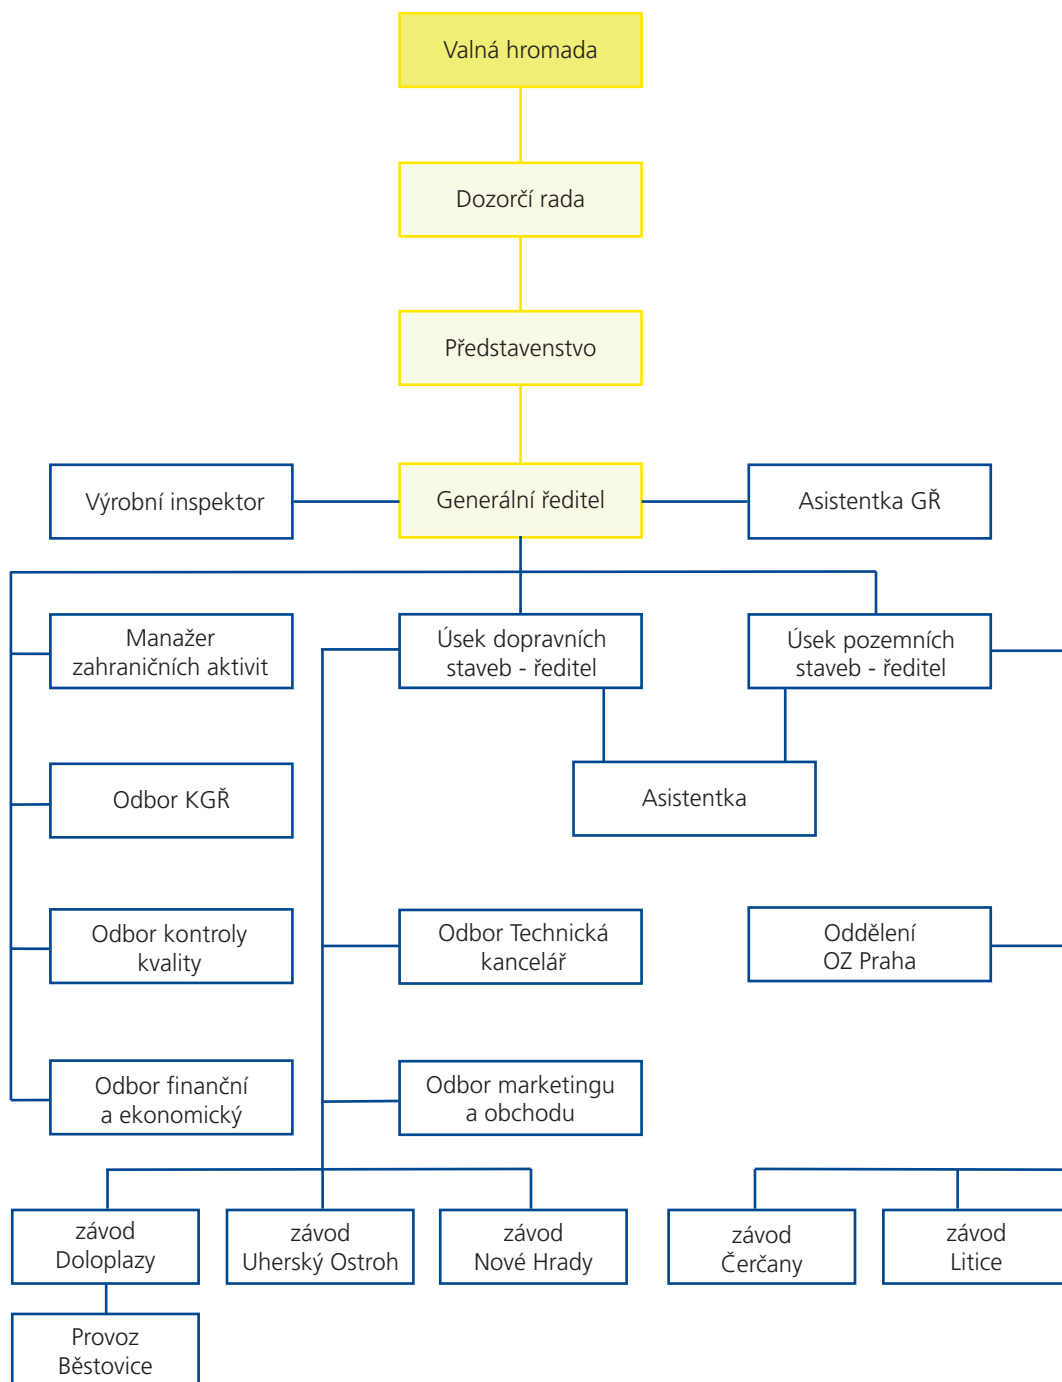 Valná hromada
Dozorčí rada
Představenstvo
Výrobní inspektor
Generální ředitel
Asistentka GŘ
Manažer
zahraničních aktivit
Úsek dopravních
staveb - ředitel
Úsek pozemních
staveb - ředitel
Odbor KGŘ
Asistentka
Odbor kontroly
kvality
Odbor Technická
kancelář
Oddělení
OZ Praha
Odbor finanční
a ekonomický
Odbor marketingu
a obchodu
závod
Doloplazy
závod
Uherský Ostroh
závod
Nové Hrady
závod
Čerčany
závod
Litice
Provoz
Běstovice